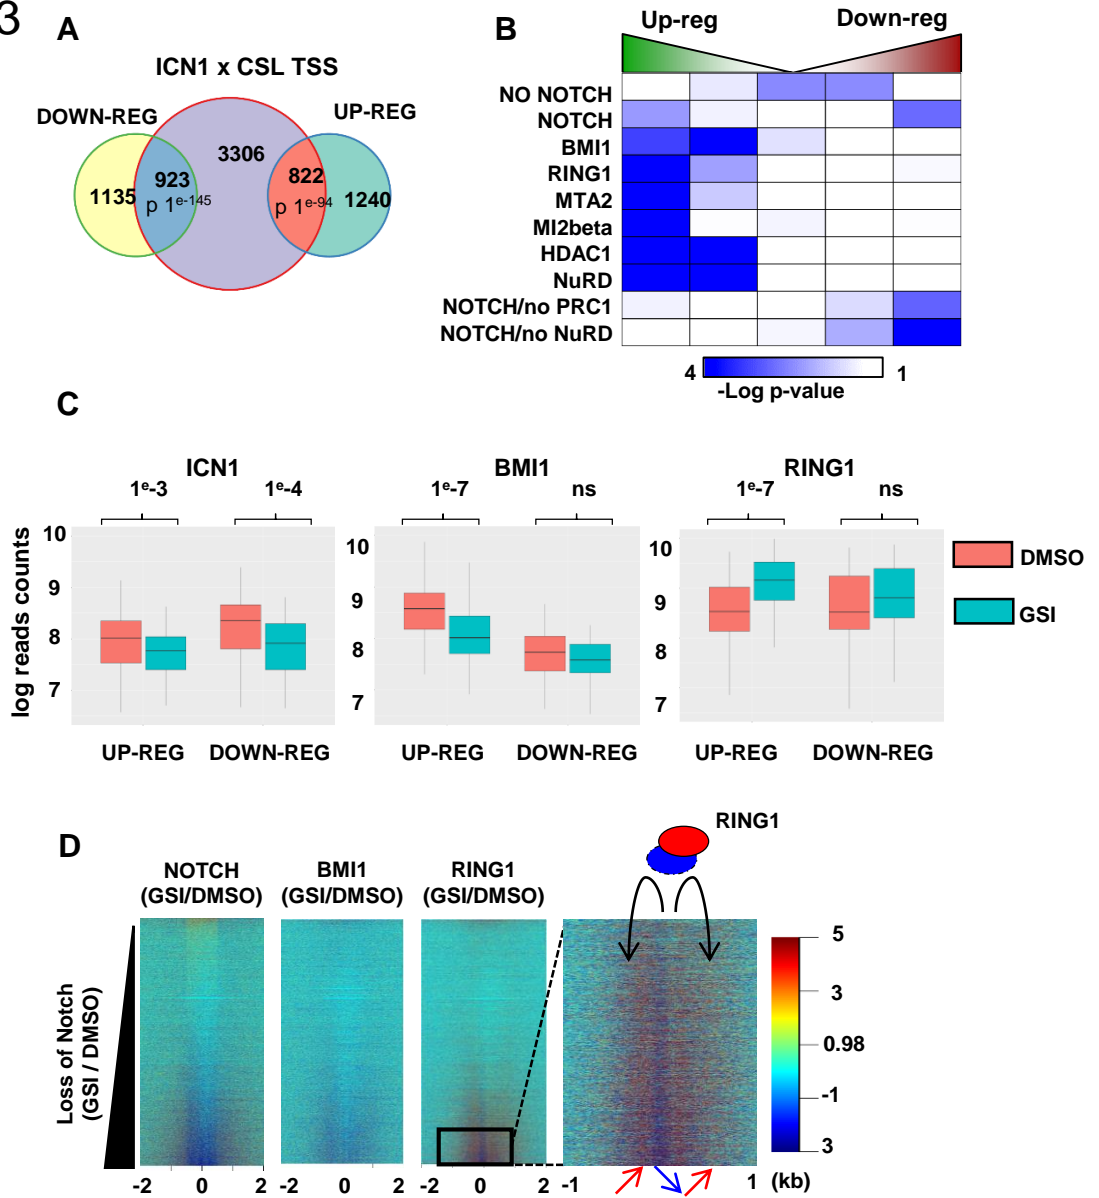 3
A
ICN1 x CSL TSS
DOWN-REG
UP-REG
3306
1135
923
p 1e-145
822
p 1e-94
1240
B
Up-reg
Down-reg
NO NOTCH
NOTCH
BMI1
RING1
MTA2
MI2beta
HDAC1
NuRD
NOTCH/no PRC1
NOTCH/no NuRD
4
1
-Log p-value
C
ICN1
1e-3
1e-4
BMI1
1e-7
ns
RING1
1e-7
ns
log reads counts
10
9
8
7
10
9
8
7
10
9
8
7
UP-REG
DOWN-REG
UP-REG
DOWN-REG
UP-REG
DOWN-REG
DMSO
GSI
D
NOTCH
(GSI/DMSO)
BMI1
(GSI/DMSO)
RING1
(GSI/DMSO)
RING1
Loss of Notch
(GSI / DMSO)
-2 0 2
-2 0 2
-2 0 2
-1 1 (kb)
5
3
0.98
-1
3